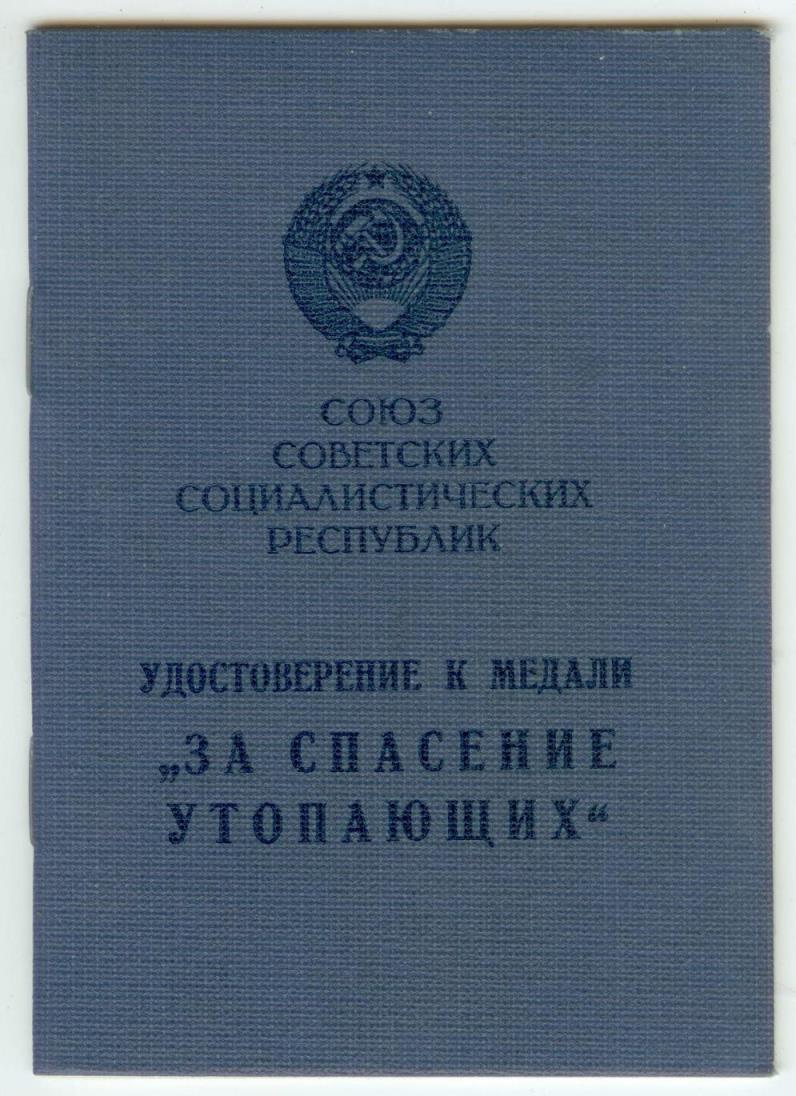 СОЮЗ
СОВЕТСКИХ
СОЦИАЛИСТИЧЕСКИХ
РЕСПУБЛИК
УДОСТОВЕРЕНИЕ К МЕДАЛИ
„ЗА СПАСЕНИЕ
УТОПАЮЩИХ“